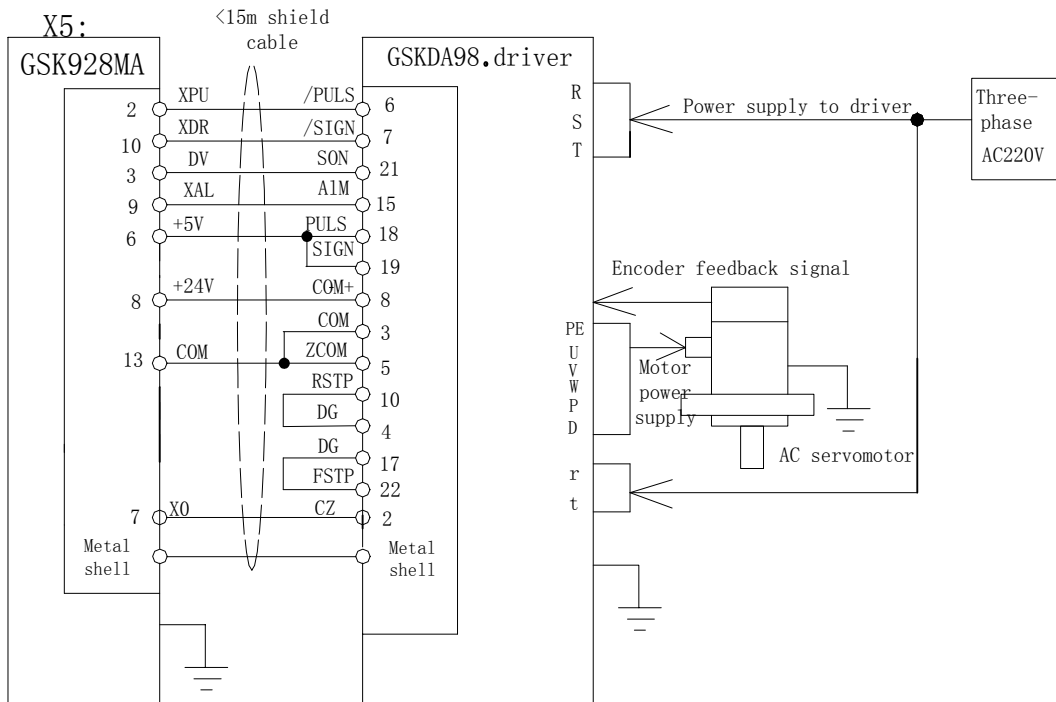 X5:
GSK928MA
<15m shield
cable
GSKDA98.driver
2 XPU /PULS 6
10 XDR /SIGN 7
3 DV SON 21
9 XAL AlM 15
6 +5V PULS 18
SIGN 19
8 +24V COM+ 8
COM 3
13 COM ZCOM 5
RSTP 10
DG 4
DG 17
FSTP 22
7 X0 CZ 2
Metal
shell
Metal
shell
R
S
T
Power supply to driver
Three-
phase
AC220V
Encoder feedback signal
PE
U
V
W
P
D
Motor
power
supply
AC servomotor
r
t